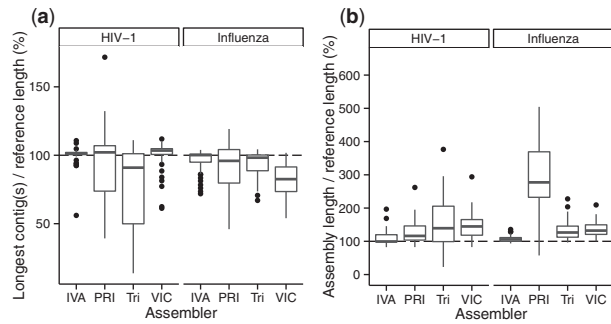 (a)
HIV−1 Influenza
Longest contig(s) / reference length (%)
150
100
50
IVA PRI Tri VIC IVA PRI Tri VIC
Assembler
(b)
HIV−1 Influenza
Assembly length / reference length (%)
600
500
400
300
200
100
0
IVA PRI Tri VIC IVA PRI Tri VIC
Assembler